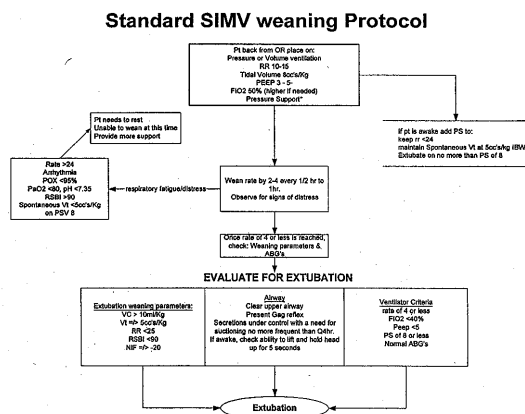 Standard SIMV weaning Protocol
Pt back from OR place on:
Pressure or Volume ventilation
RR 10-15
Tidal Volume 8cc's/Kg
PEEP 3 - 5-
FiO2 50% (higher if needed)
Pressure Support*
Pt needs to rest
Unable to wean at this time
Provide more support
If pt is awake add PS to:
keep rr <24
maintain Spontaneous Vt at 5cc's/kg IBW
Extubate on no more than PS of 8
Rate >24
Arrhythmia
POX <95%
PaO2 <80, pH <7.35
RSBI >90
Spontaneous Vt <5cc's/Kg
on PSV 8
respiratory fatigue/distress
Wean rate by 2-4 every 1/2 hr to
1hr.
Observe for signs of distress
Once rate of 4 or less is reached,
check: Weaning parameters &
ABG's
EVALUATE FOR EXTUBATION
Extubation weaning parameters:
VC > 10ml/Kg
Vt =/> 5cc's/Kg
RR <25
RSBI <90
NIF =/> -20
Airway
Clear upper airway
Present Gag reflex
Secretions under control with a need for
suctioning no more frequent than Q4hr.
If awake, check ability to lift and hold head
up for 5 seconds
Ventilator Criteria
rate of 4 or less
FiO2 <40%
Peep <5
PS of 8 or less
Normal ABG's
Extubation